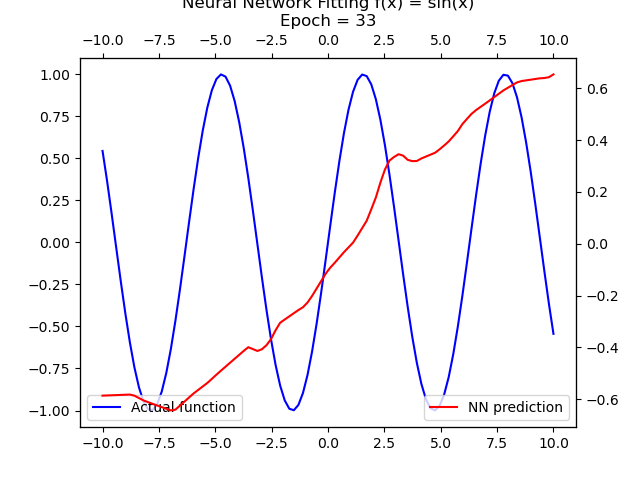 Neural Network Fitting f(x) = sin(x)
Epoch = 33
−10.0 −7.5 −5.0 −2.5 0.0 2.5 5.0 7.5 10.0
1.00
0.75
0.50
0.25
0.00
−0.25
−0.50
−0.75
−1.00
0.6
0.4
0.2
0.0
−0.2
−0.4
−0.6
Actual function
NN prediction
−10.0 −7.5 −5.0 −2.5 0.0 2.5 5.0 7.5 10.0